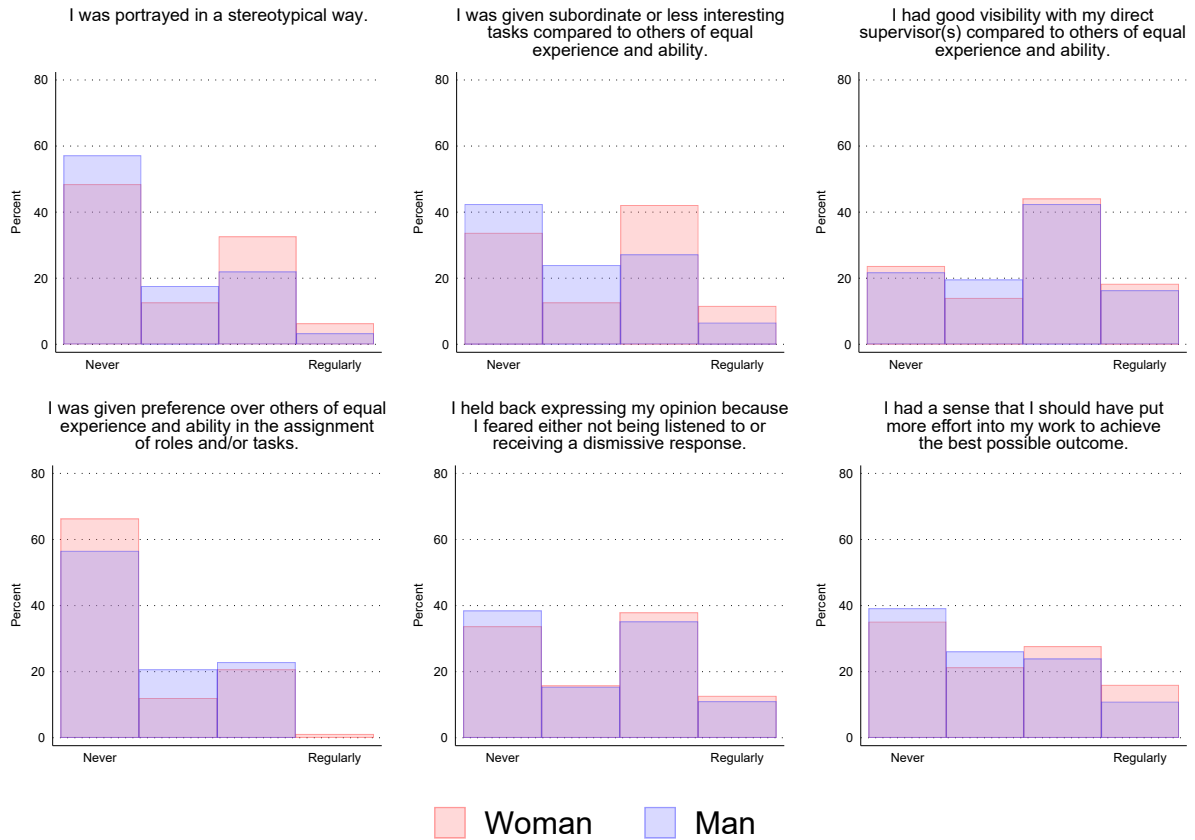 I was portrayed in a stereotypical way.
80
60
40
20
0
Percent
Never
Regularly
I was given subordinate or less interesting
tasks compared to others of equal
experience and ability.
80
60
40
20
0
Percent
Never
Regularly
I had good visibility with my direct
supervisor(s) compared to others of equal
experience and ability.
80
60
40
20
0
Percent
Never
Regularly
I was given preference over others of equal
experience and ability in the assignment
of roles and/or tasks.
80
60
40
20
0
Percent
Never
Regularly
I held back expressing my opinion because
I feared either not being listened to or
receiving a dismissive response.
80
60
40
20
0
Percent
Never
Regularly
I had a sense that I should have put
more effort into my work to achieve
the best possible outcome.
80
60
40
20
0
Percent
Never
Regularly
Woman
Man